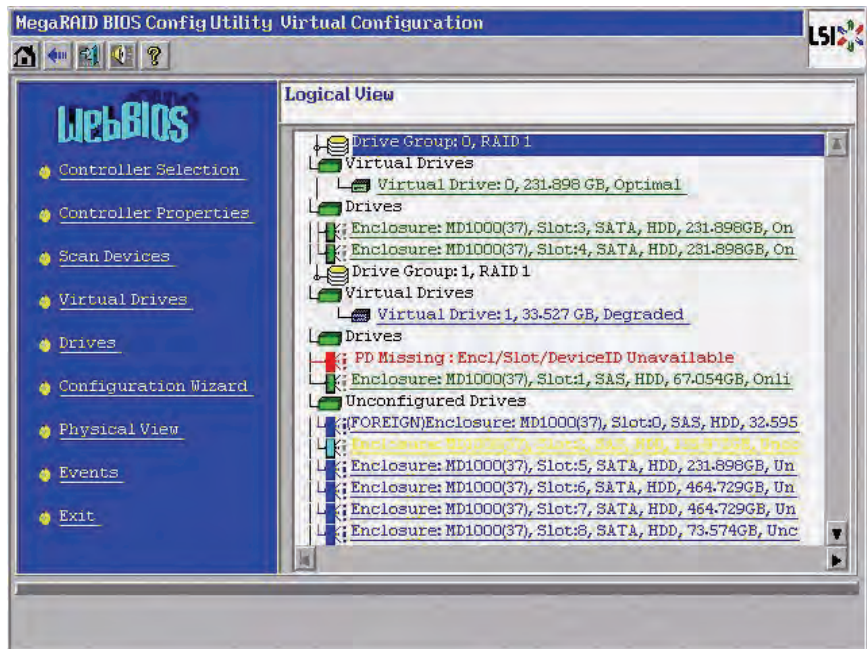 MegaRAID BIOS Config Utility Virtual Configuration
LSI
WebBIOS
Controller Selection
Controller Properties
Scan Devices
Virtual Drives
Drives
Configuration Wizard
Physical View
Events
Exit
Logical View
Drive Group: 0, RAID 1
Virtual Drives
Virtual Drive: 0, 231.898 GB, Optimal
Drives
Enclosure: MD1000(37), Slot:3, SATA, HDD, 231.898GB, On
Enclosure: MD1000(37), Slot:4, SATA, HDD, 231.898GB, On
Drive Group: 1, RAID 1
Virtual Drives
Virtual Drive: 1, 33.527 GB, Degraded
Drives
PD Missing : Encl/Slot/DeviceID Unavailable
Enclosure: MD1000(37), Slot:1, SAS, HDD, 67.054GB, Onli
Unconfigured Drives
(FOREIGN)Enclosure: MD1000(37), Slot:0, SAS, HDD, 32.595
Enclosure:
Enclosure: MD1000(37), Slot:5, SATA, HDD, 231.898GB, Un
Enclosure: MD1000(37), Slot:6, SATA, HDD, 464.729GB, Un
Enclosure: MD1000(37), Slot:7, SATA, HDD, 464.729GB, Un
Enclosure: MD1000(37), Slot:8, SATA, HDD, 73.574GB, Unc